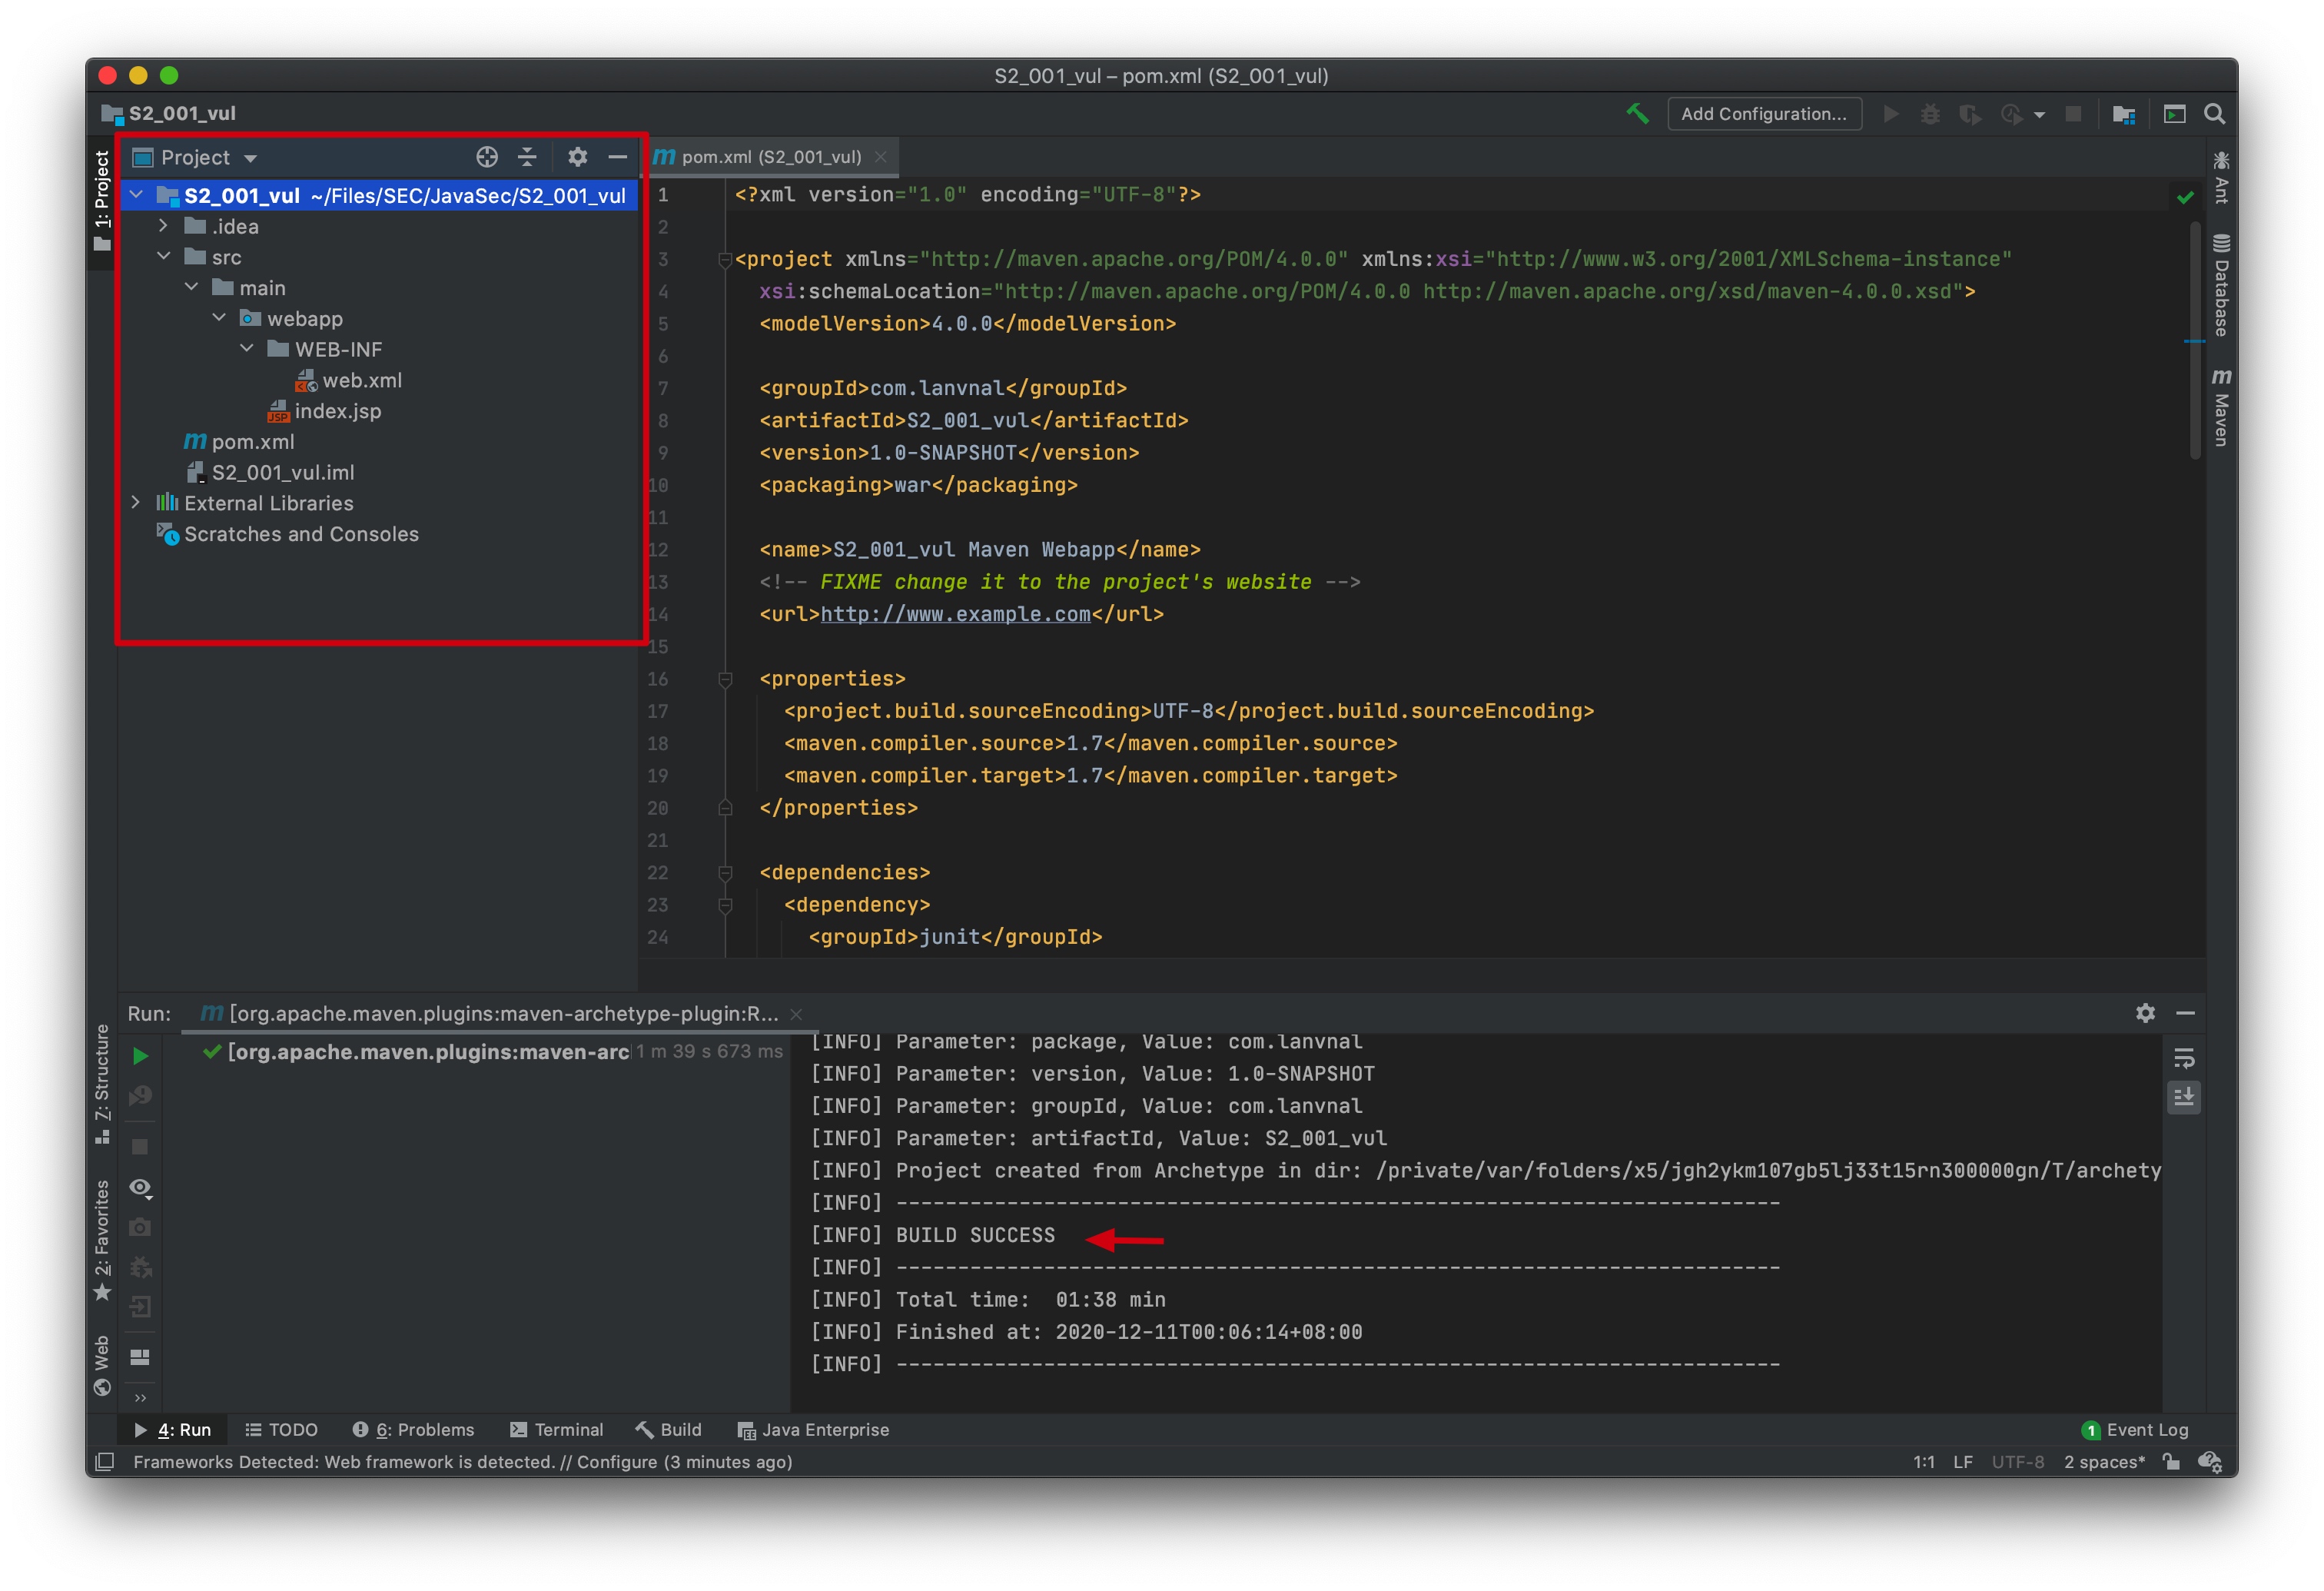 S2_001_vul – pom.xml (S2_001_vul)
S2_001_vul
Add Configuration...
1: Project
Project
S2_001_vul ~/Files/SEC/JavaSec/S2_001_vul
.idea
src
main
webapp
WEB-INF
web.xml
JSP index.jsp
m pom.xml
S2_001_vul.iml
External Libraries
Scratches and Consoles
m pom.xml (S2_001_vul)
1 <?xml version="1.0" encoding="UTF-8"?>
2
3 <project xmlns="http://maven.apache.org/POM/4.0.0" xmlns:xsi="http://www.w3.org/2001/XMLSchema-instance"
4 xsi:schemaLocation="http://maven.apache.org/POM/4.0.0 http://maven.apache.org/xsd/maven-4.0.0.xsd">
5 <modelVersion>4.0.0</modelVersion>
6
7 <groupId>com.lanvnal</groupId>
8 <artifactId>S2_001_vul</artifactId>
9 <version>1.0-SNAPSHOT</version>
10 <packaging>war</packaging>
11
12 <name>S2_001_vul Maven Webapp</name>
13 <!-- FIXME change it to the project's website -->
14 <url>http://www.example.com</url>
15
16 <properties>
17 <project.build.sourceEncoding>UTF-8</project.build.sourceEncoding>
18 <maven.compiler.source>1.7</maven.compiler.source>
19 <maven.compiler.target>1.7</maven.compiler.target>
20 </properties>
21
22 <dependencies>
23 <dependency>
24 <groupId>junit</groupId>
Ant
Database
m Maven
Run: m [org.apache.maven.plugins:maven-archetype-plugin:R...
[org.apache.maven.plugins:maven-arc 1 m 39 s 673 ms
[INFO] Parameter: package, Value: com.lanvnal
[INFO] Parameter: version, Value: 1.0-SNAPSHOT
[INFO] Parameter: groupId, Value: com.lanvnal
[INFO] Parameter: artifactId, Value: S2_001_vul
[INFO] Project created from Archetype in dir: /private/var/folders/x5/jgh2ykm107gb5lj33t15rn300000gn/T/archety
[INFO] ------------------------------------------------------------------------
[INFO] BUILD SUCCESS
[INFO] ------------------------------------------------------------------------
[INFO] Total time:  01:38 min
[INFO] Finished at: 2020-12-11T00:06:14+08:00
[INFO] ------------------------------------------------------------------------
Z: Structure
2: Favorites
Web
4: Run
TODO
6: Problems
Terminal
Build
Java Enterprise
1 Event Log
Frameworks Detected: Web framework is detected. // Configure (3 minutes ago)
1:1 LF UTF-8 2 spaces*